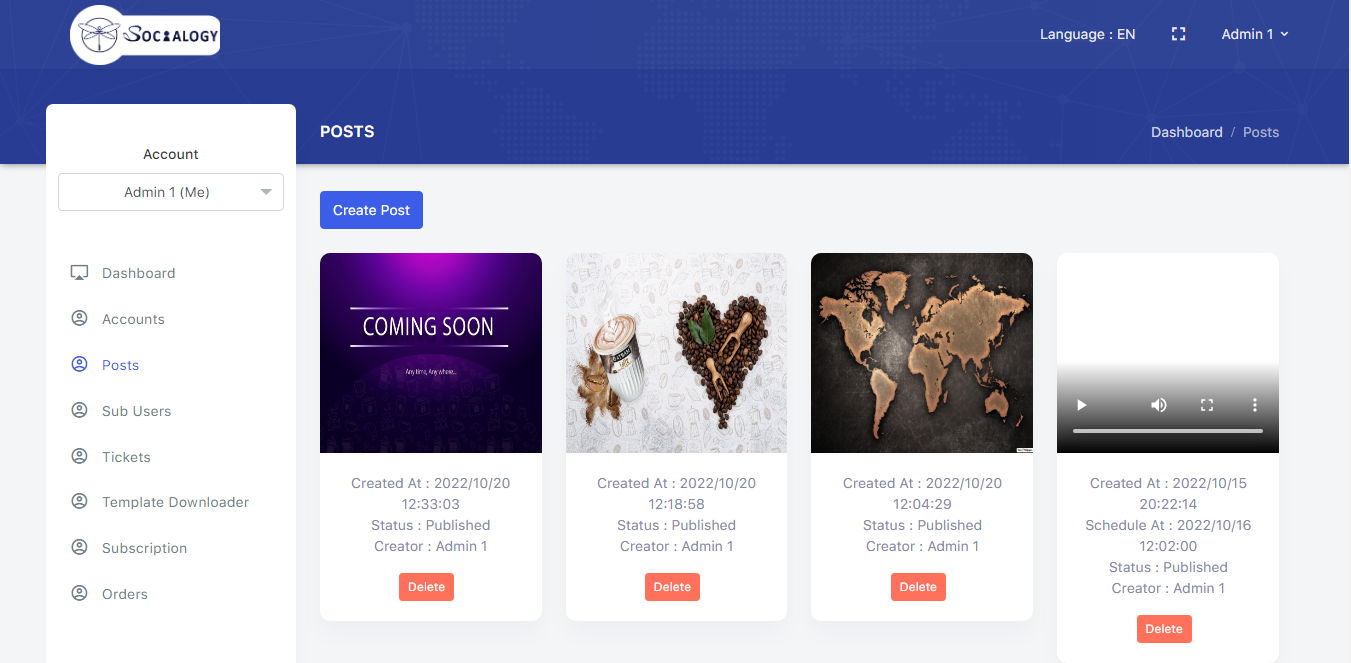 SOCIALOGY
Language : EN
Admin 1
POSTS
Dashboard / Posts
Account
Admin 1 (Me)
Dashboard
Accounts
Posts
Sub Users
Tickets
Template Downloader
Subscription
Orders
Create Post
COMING SOON
Any time, Any where...
Created At : 2022/10/20
12:33:03
Status : Published
Creator : Admin 1
Delete
Created At : 2022/10/20
12:18:58
Status : Published
Creator : Admin 1
Delete
Created At : 2022/10/20
12:04:29
Status : Published
Creator : Admin 1
Delete
Created At : 2022/10/15
20:22:14
Schedule At : 2022/10/16
12:02:00
Status : Published
Creator : Admin 1
Delete